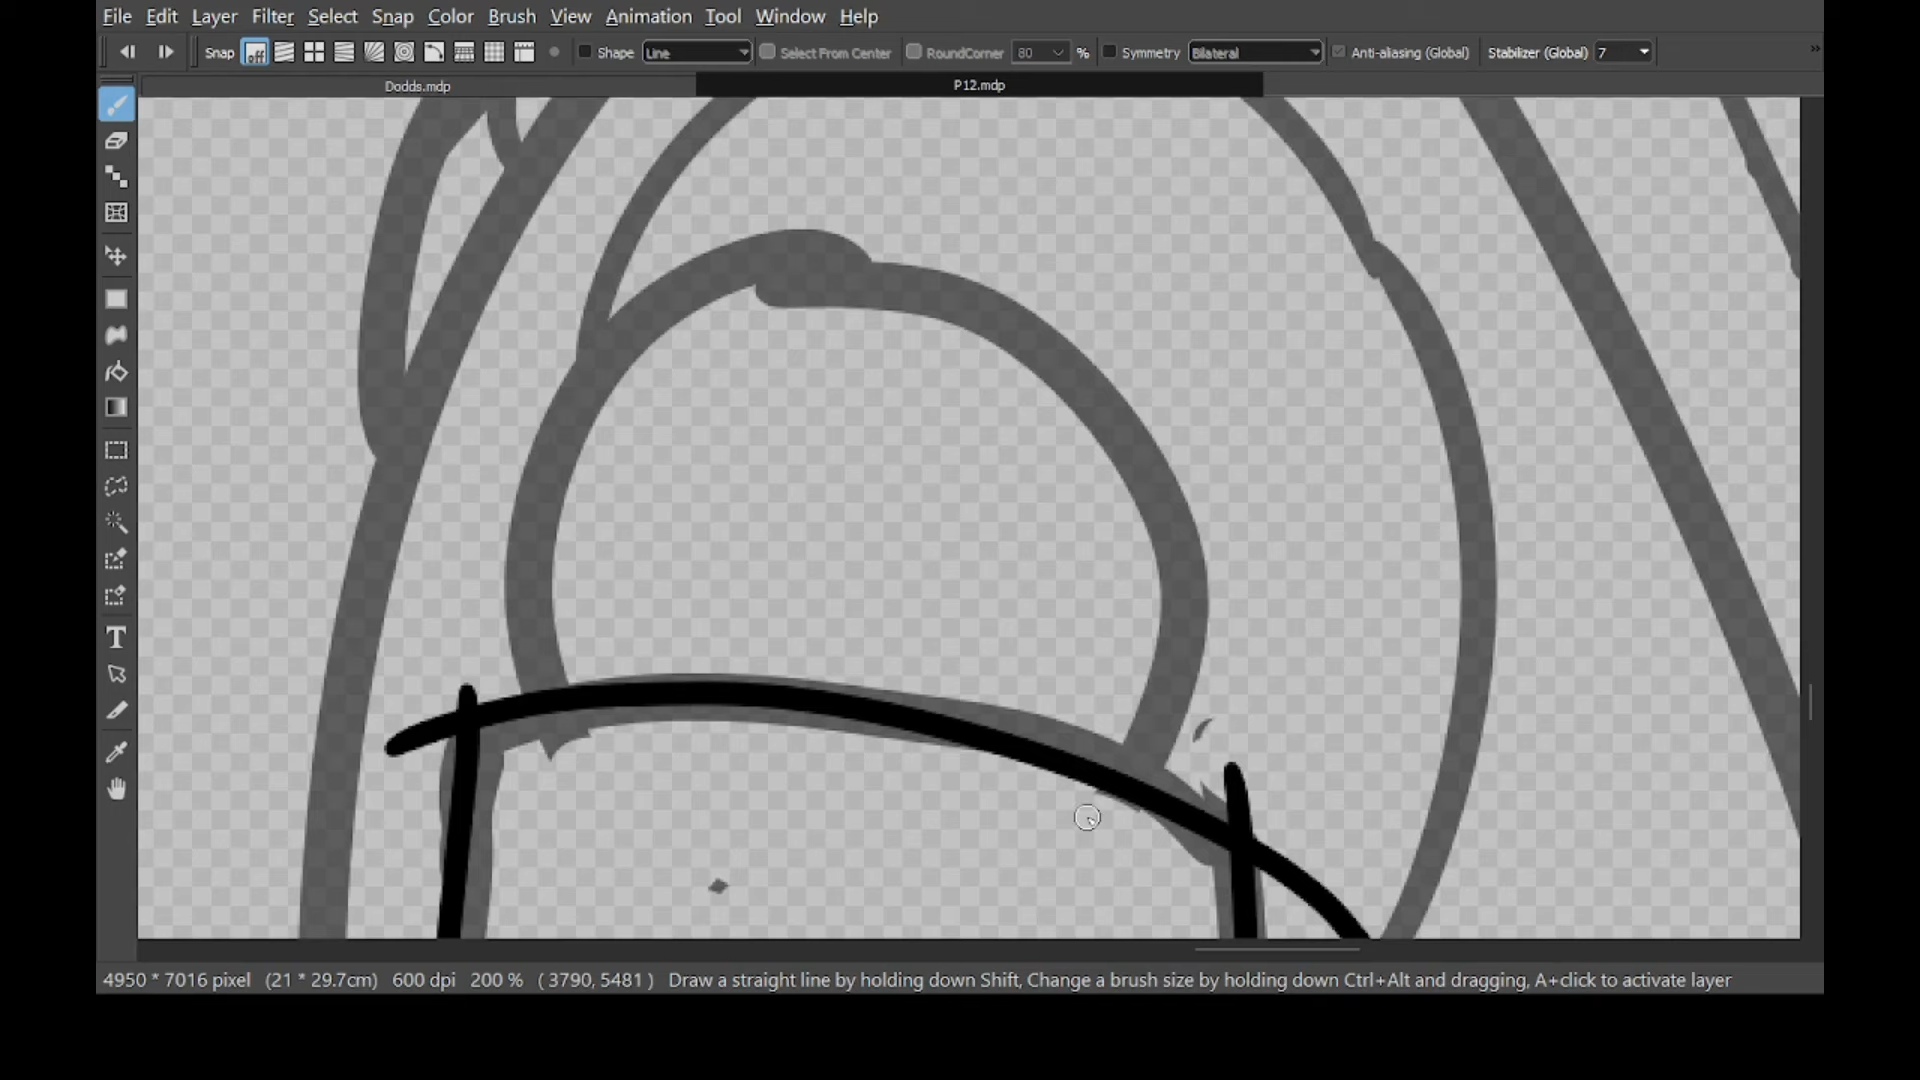 File Edit Layer Filter Select Snap Color Brush View Animation Tool Window Help
Snap off Shape Line Select From Center RoundCorner 80 % Symmetry Bilateral Anti-aliasing (Global) Stabilizer (Global) 7
Dodds.mdp P12.mdp
T
4950 * 7016 pixel (21 * 29.7cm) 600 dpi 200 % ( 3790, 5481 ) Draw a straight line by holding down Shift, Change a brush size by holding down Ctrl+Alt and dragging, A+click to activate layer